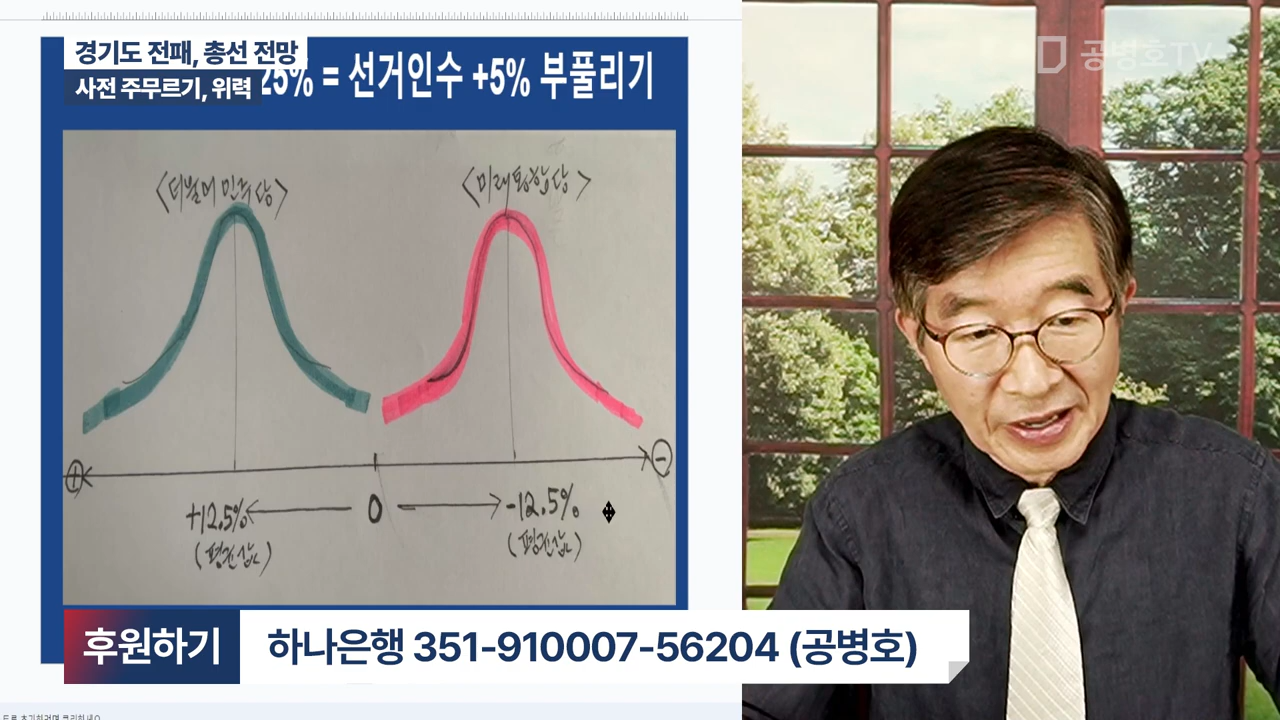 경기도 전패, 총선 전망
사전 주무르기, 위력
25% = 선거인수 +5% 부풀리기
공병호TV
<더불어민주당>
<미래통합당>
+
-
+12.5%
0
-12.5%
(평균값)
(평균값)
후원하기
하나은행 351-910007-56204 (공병호)